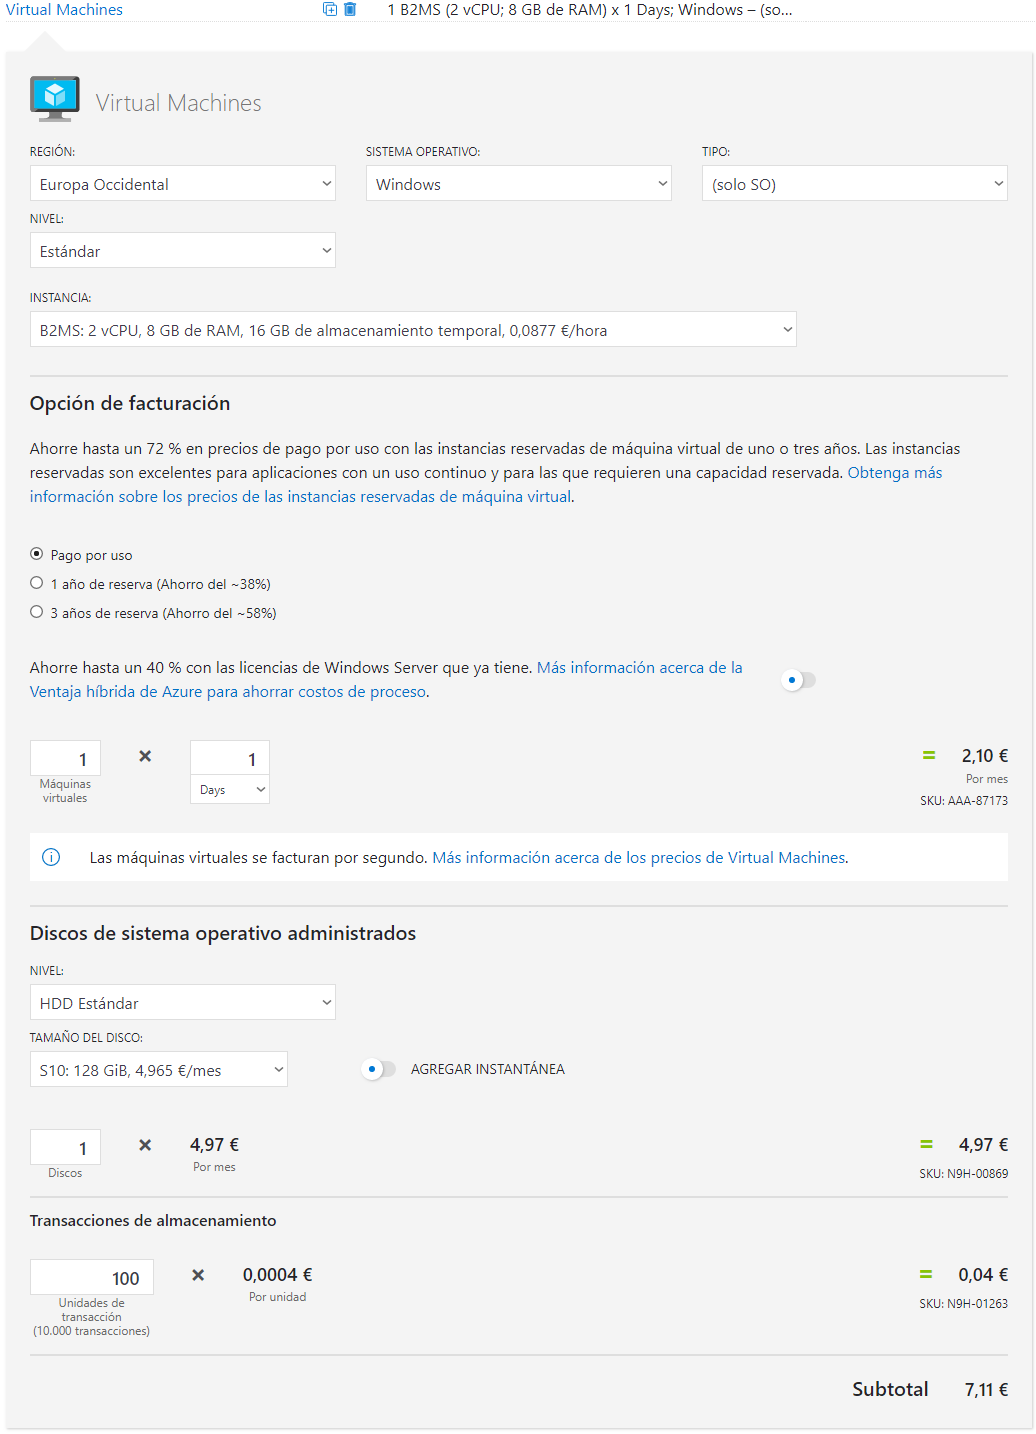 Virtual Machines
1 B2MS (2 vCPU; 8 GB de RAM) x 1 Days; Windows – (so...
Virtual Machines
REGIÓN:
Europa Occidental
SISTEMA OPERATIVO:
Windows
TIPO:
(solo SO)
NIVEL:
Estándar
INSTANCIA:
B2MS: 2 vCPU, 8 GB de RAM, 16 GB de almacenamiento temporal, 0,0877 €/hora
Opción de facturación
Ahorre hasta un 72 % en precios de pago por uso con las instancias reservadas de máquina virtual de uno o tres años. Las instancias
reservadas son excelentes para aplicaciones con un uso continuo y para las que requieren una capacidad reservada. Obtenga más
información sobre los precios de las instancias reservadas de máquina virtual.
Pago por uso
1 año de reserva (Ahorro del ~38%)
3 años de reserva (Ahorro del ~58%)
Ahorre hasta un 40 % con las licencias de Windows Server que ya tiene. Más información acerca de la
Ventaja híbrida de Azure para ahorrar costos de proceso.
1
Máquinas
virtuales
×
1
Days
= 2,10 €
Por mes
SKU: AAA-87173
Las máquinas virtuales se facturan por segundo. Más información acerca de los precios de Virtual Machines.
Discos de sistema operativo administrados
NIVEL:
HDD Estándar
TAMAÑO DEL DISCO:
S10: 128 GiB, 4,965 €/mes
AGREGAR INSTANTÁNEA
1
Discos
×
4,97 €
Por mes
= 4,97 €
SKU: N9H-00869
Transacciones de almacenamiento
100
Unidades de
transacción
(10.000 transacciones)
×
0,0004 €
Por unidad
= 0,04 €
SKU: N9H-01263
Subtotal 7,11 €